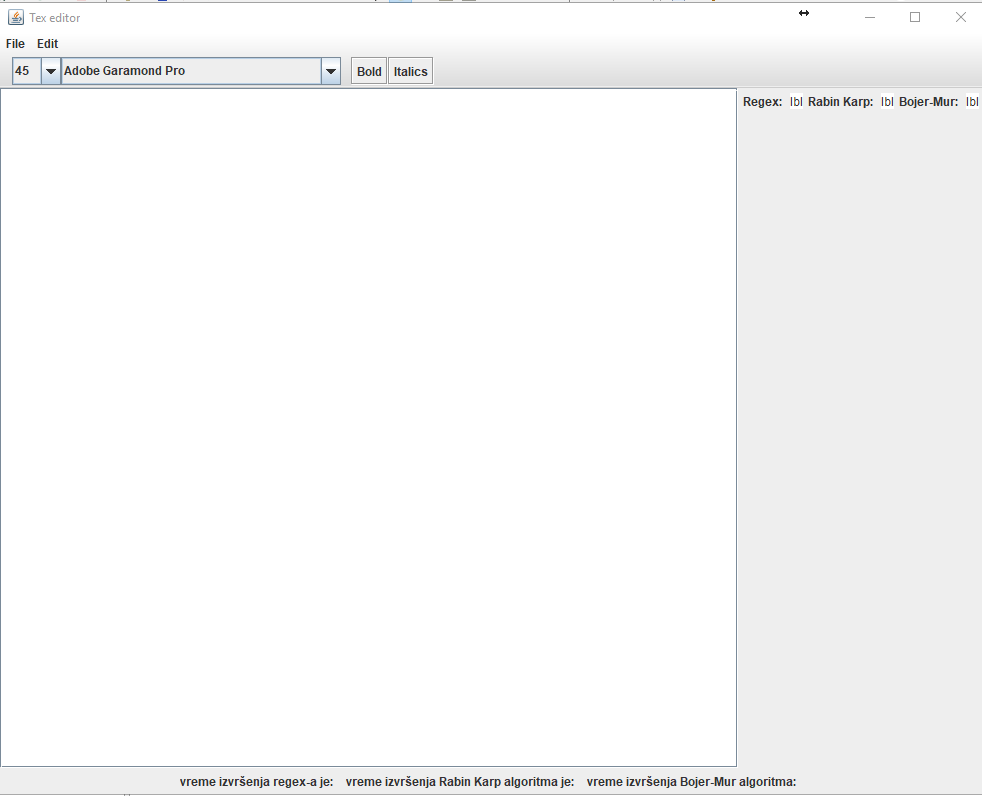 Tex editor
File Edit
45 Adobe Garamond Pro Bold Italics
Regex: lbl Rabin Karp: lbl Bojer-Mur: lbl
vreme izvršenja regex-a je: vreme izvršenja Rabin Karp algoritma je: vreme izvršenja Bojer-Mur algoritma: